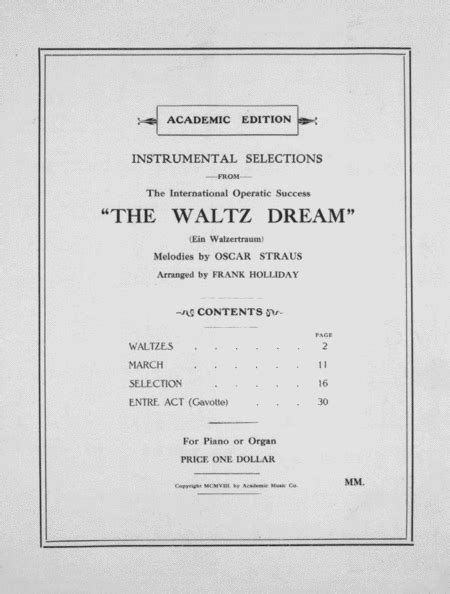 ACADEMIC EDITION
INSTRUMENTAL SELECTIONS
—FROM—
The International Operatic Success
"THE WALTZ DREAM"
(Ein Walzertraum)
Melodies by OSCAR STRAUS
Arranged by FRANK HOLLIDAY
CONTENTS
PAGE
WALTZES . . . . . . 2
MARCH . . . . . . 11
SELECTION . . . . . . 16
ENTRE ACT (Gavotte) . . . 30
For Piano or Organ
PRICE ONE DOLLAR
Copyright MCMVIII. by Academic Music Co.
MM.